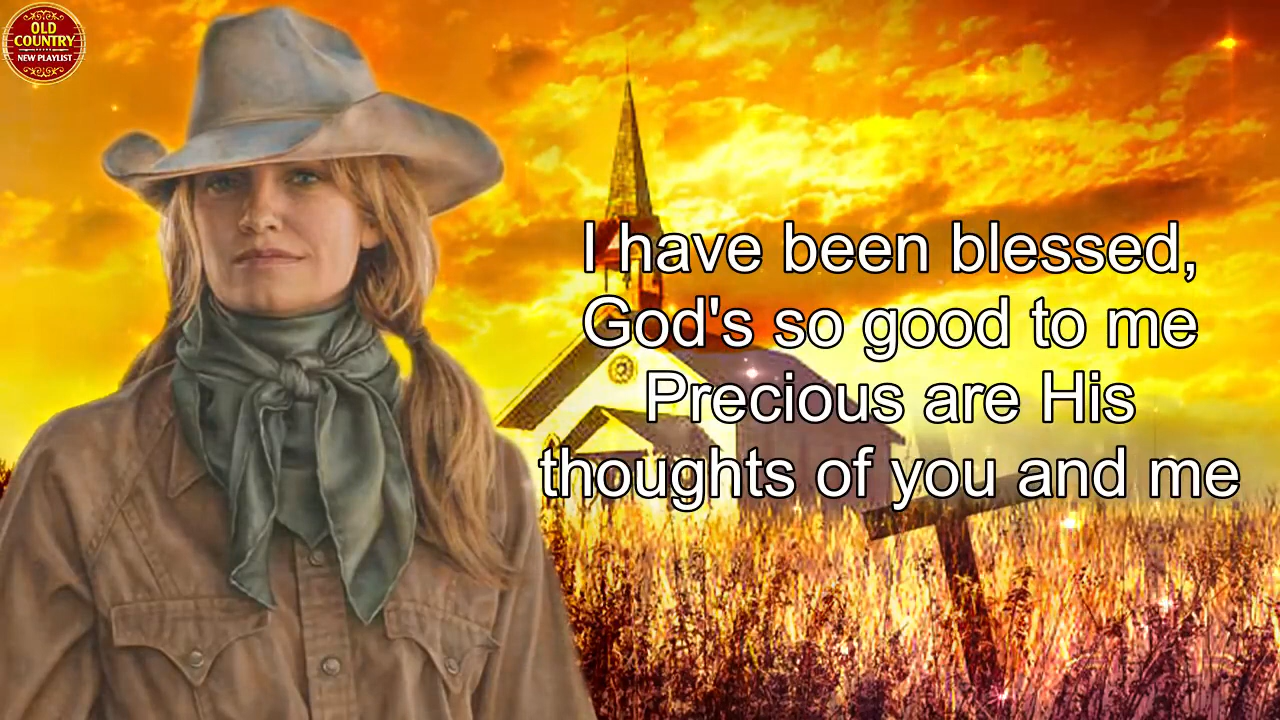 OLD
COUNTRY
NEW PLAYLIST
I have been blessed,
God's so good to me
Precious are His
thoughts of you and me